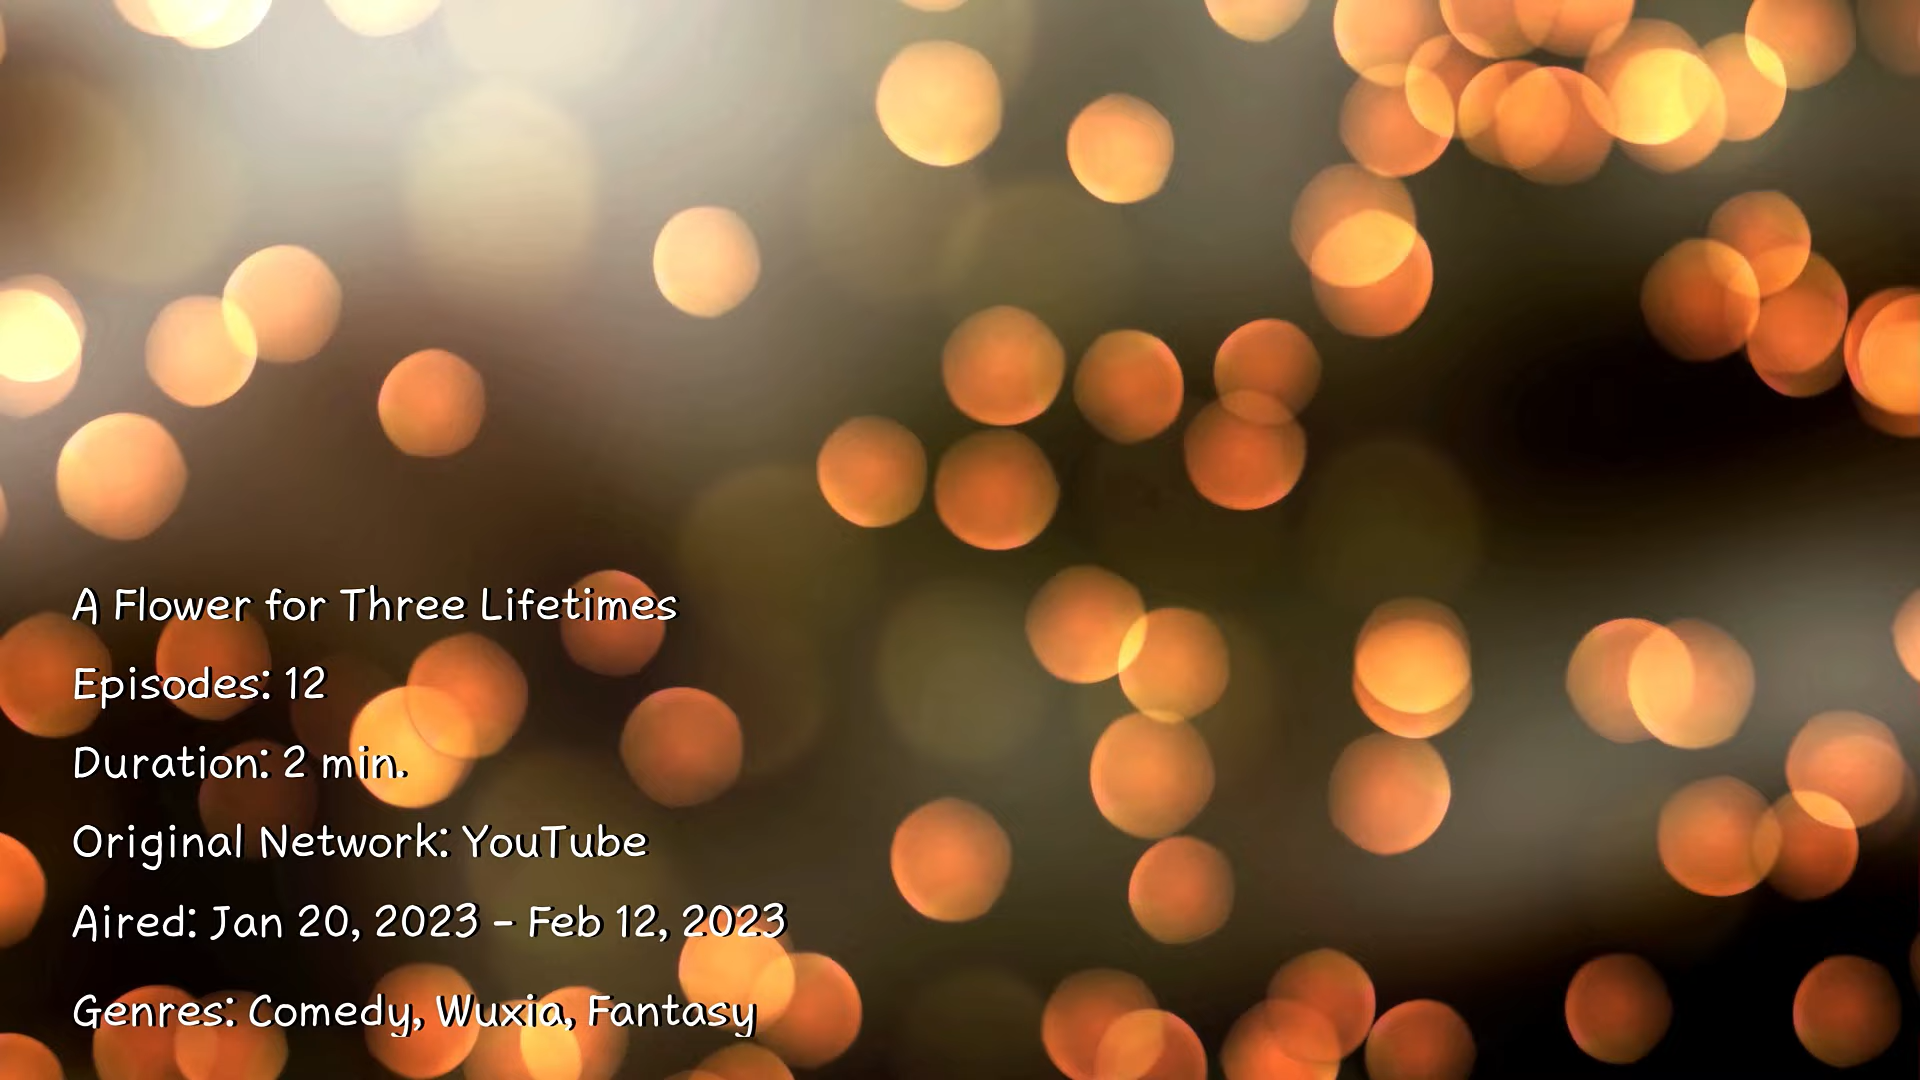 A Flower for Three Lifetimes
Episodes: 12
Duration: 2 min.
Original Network: YouTube
Aired: Jan 20, 2023 - Feb 12, 2023
Genres: Comedy, Wuxia, Fantasy